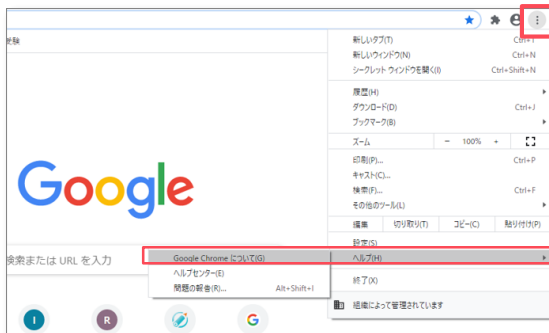 受験
新しいタブ(T) Ctrl+T
新しいウィンドウ(N) Ctrl+N
シークレット ウィンドウを開く(I) Ctrl+Shift+N
履歴(H)
ダウンロード(D) Ctrl+J
ブックマーク(B)
ズーム − 100% +
印刷(P)...
Ctrl+P
キャスト(C)...
検索(F)... Ctrl+F
その他のツール(L)
編集 切り取り(T) コピー(C) 貼り付け(P)
設定(S)
ヘルプ(H)
終了(X)
組織によって管理されています
Google
検索または URL を入力
Google Chrome について(G)
ヘルプセンター(E)
問題の報告(R)... Alt+Shift+I
I
R
G